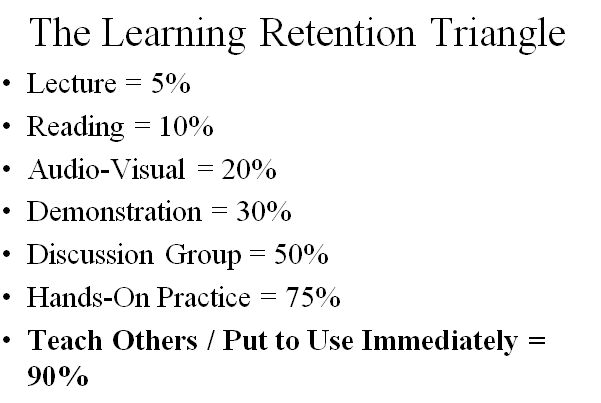 The Learning Retention Triangle
• Lecture = 5%
• Reading = 10%
• Audio-Visual = 20%
• Demonstration = 30%
• Discussion Group = 50%
• Hands-On Practice = 75%
• Teach Others / Put to Use Immediately =
90%